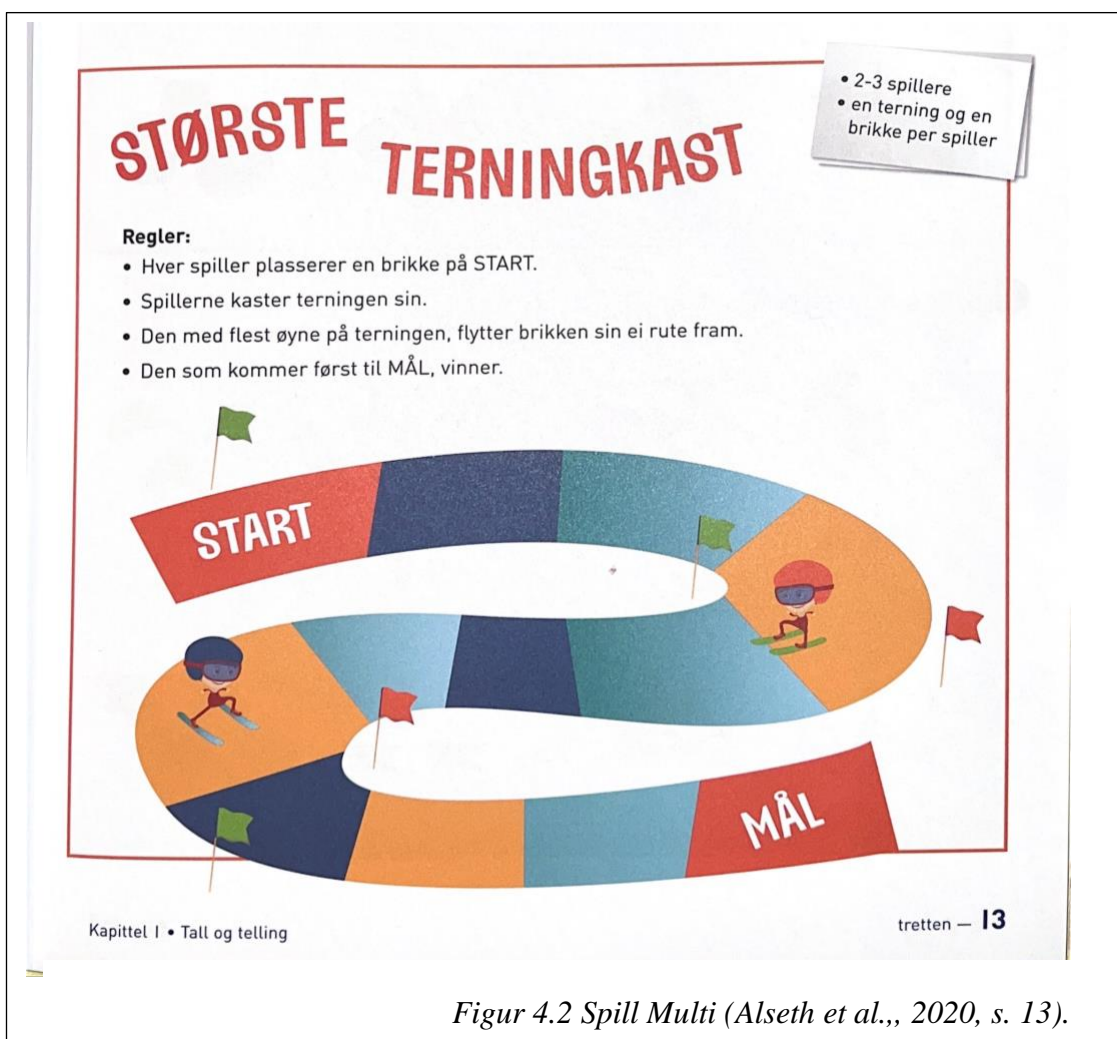 • 2-3 spillere
• en terning og en
brikke per spiller
STØRSTE
TERNINGKAST
Regler:
• Hver spiller plasserer en brikke på START.
• Spillerne kaster terningen sin.
• Den med flest øyne på terningen, flytter brikken sin ei rute fram.
• Den som kommer først til MÅL, vinner.
START
MÅL
Kapittel 1 • Tall og telling
tretten — 13
Figur 4.2 Spill Multi (Alseth et al.,, 2020, s. 13).